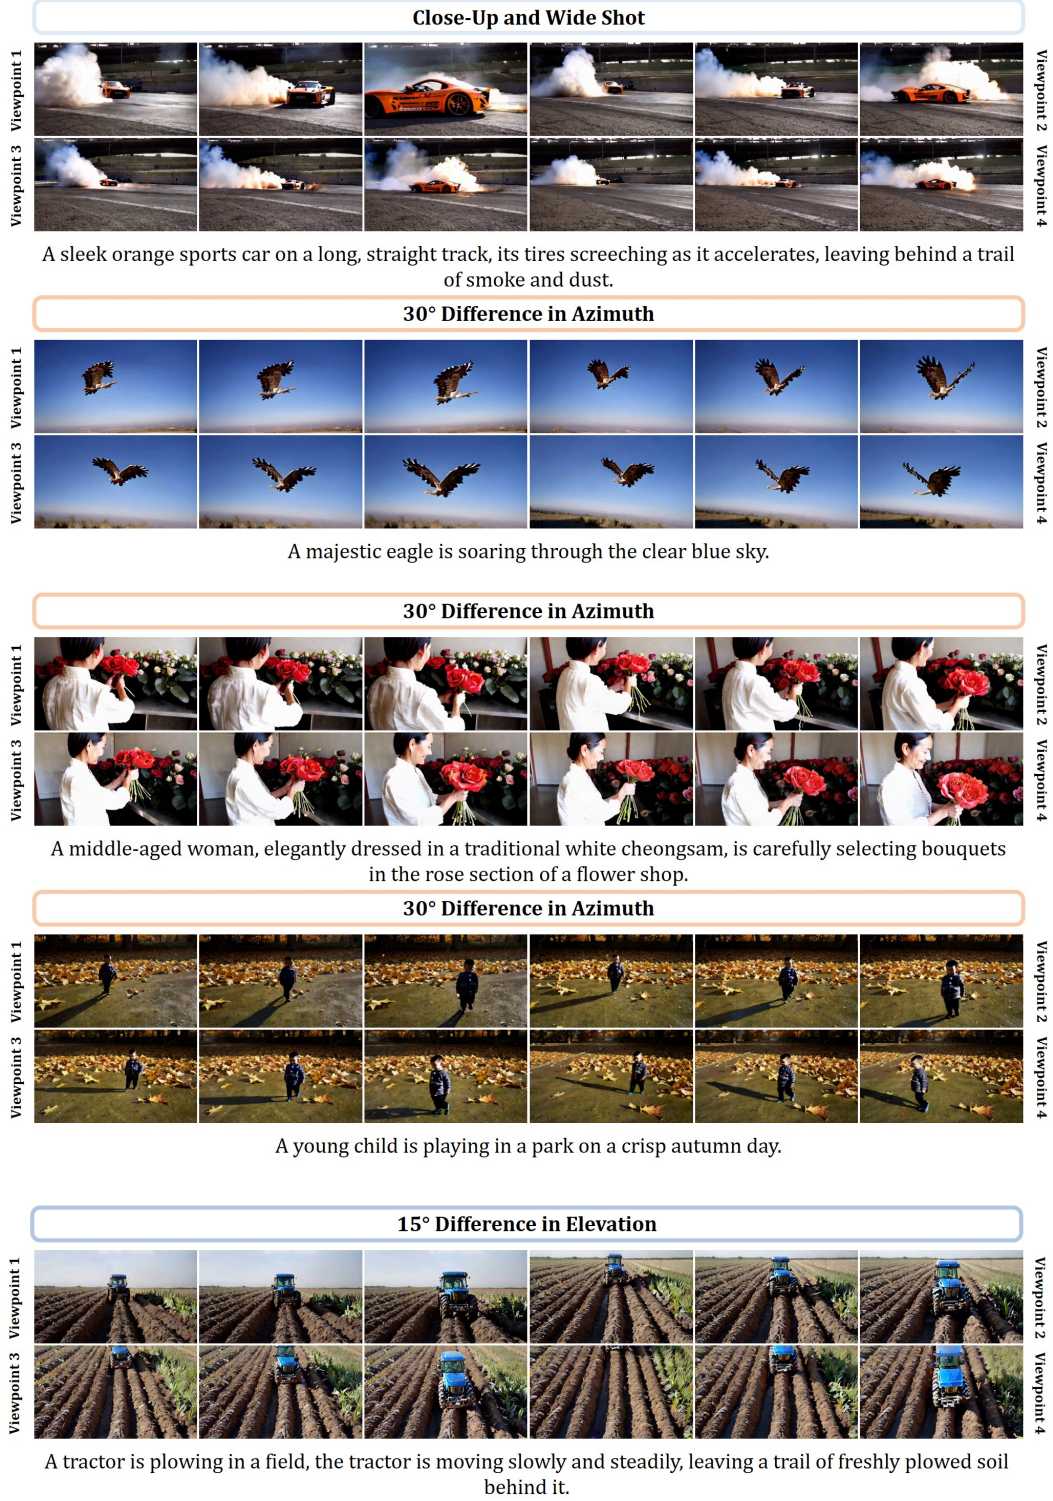 Close-Up and Wide Shot
Viewpoint 1
Viewpoint 2
Viewpoint 3
Viewpoint 4
A sleek orange sports car on a long, straight track, its tires screeching as it accelerates, leaving behind a trail
of smoke and dust.
30° Difference in Azimuth
Viewpoint 1
Viewpoint 2
Viewpoint 3
Viewpoint 4
A majestic eagle is soaring through the clear blue sky.
30° Difference in Azimuth
Viewpoint 1
Viewpoint 2
Viewpoint 3
Viewpoint 4
A middle-aged woman, elegantly dressed in a traditional white cheongsam, is carefully selecting bouquets
in the rose section of a flower shop.
30° Difference in Azimuth
Viewpoint 1
Viewpoint 2
Viewpoint 3
Viewpoint 4
A young child is playing in a park on a crisp autumn day.
15° Difference in Elevation
Viewpoint 1
Viewpoint 2
Viewpoint 3
Viewpoint 4
A tractor is plowing in a field, the tractor is moving slowly and steadily, leaving a trail of freshly plowed soil
behind it.